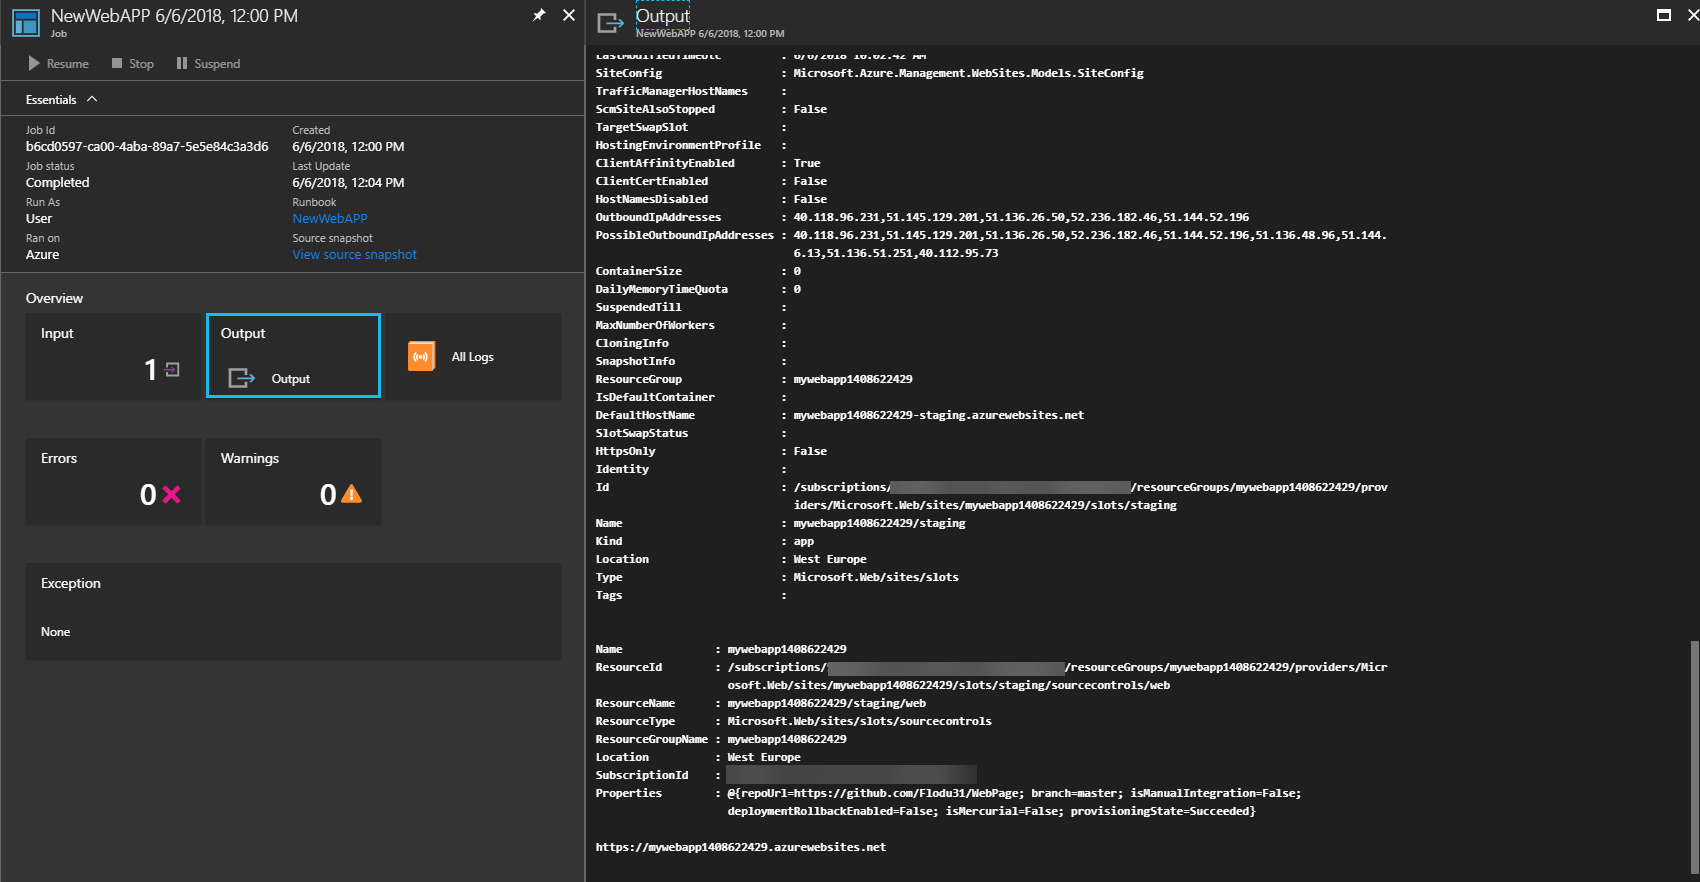 NewWebAPP 6/6/2018, 12:00 PM
Job
Resume
Stop
Suspend
Essentials
Job Id
b6cd0597-ca00-4aba-89a7-5e5e84c3a3d6
Job status
Completed
Run As
User
Ran on
Azure
Created
6/6/2018, 12:00 PM
Last Update
6/6/2018, 12:04 PM
Runbook
NewWebAPP
Source snapshot
View source snapshot
Overview
Input
1
Output
Output
All Logs
Errors
0
Warnings
0
Exception
None
Output
NewWebAPP 6/6/2018, 12:00 PM
LastModifiedTimeUtc : 6/6/2018 10:02:42 AM
SiteConfig : Microsoft.Azure.Management.WebSites.Models.SiteConfig
TrafficManagerHostNames :
ScmSiteAlsoStopped : False
TargetSwapSlot :
HostingEnvironmentProfile :
ClientAffinityEnabled : True
ClientCertEnabled : False
HostNamesDisabled : False
OutboundIpAddresses : 40.118.96.231,51.145.129.201,51.136.26.50,52.236.182.46,51.144.52.196
PossibleOutboundIpAddresses : 40.118.96.231,51.145.129.201,51.136.26.50,52.236.182.46,51.144.52.196,51.136.48.96,51.144.
6.13,51.136.51.251,40.112.95.73
ContainerSize : 0
DailyMemoryTimeQuota : 0
SuspendedTill :
MaxNumberOfWorkers :
CloningInfo :
SnapshotInfo :
ResourceGroup : mywebapp1408622429
IsDefaultContainer :
DefaultHostName : mywebapp1408622429-staging.azurewebsites.net
SlotSwapStatus :
HttpsOnly : False
Identity :
Id : /subscriptions/ /resourceGroups/mywebapp1408622429/prov
iders/Microsoft.Web/sites/mywebapp1408622429/slots/staging
Name : mywebapp1408622429/staging
Kind : app
Location : West Europe
Type : Microsoft.Web/sites/slots
Tags :
Name : mywebapp1408622429
ResourceId : /subscriptions/ /resourceGroups/mywebapp1408622429/providers/Micr
osoft.Web/sites/mywebapp1408622429/slots/staging/sourcecontrols/web
ResourceName : mywebapp1408622429/staging/web
ResourceType : Microsoft.Web/sites/slots/sourcecontrols
ResourceGroupName : mywebapp1408622429
Location : West Europe
SubscriptionId :
Properties : @{repoUrl=https://github.com/Flodu31/WebPage; branch=master; isManualIntegration=False;
deploymentRollbackEnabled=False; isMercurial=False; provisioningState=Succeeded}
https://mywebapp1408622429.azurewebsites.net